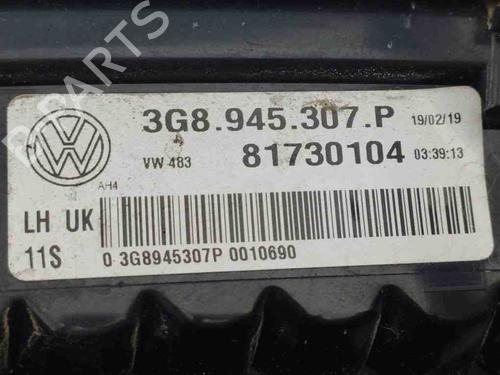 B-PARTS
3G8.945.307.P 19/02/19
VW 483 81730104 03:39:13
AH4
LH UK
11S
0 3G8945307P 0010690